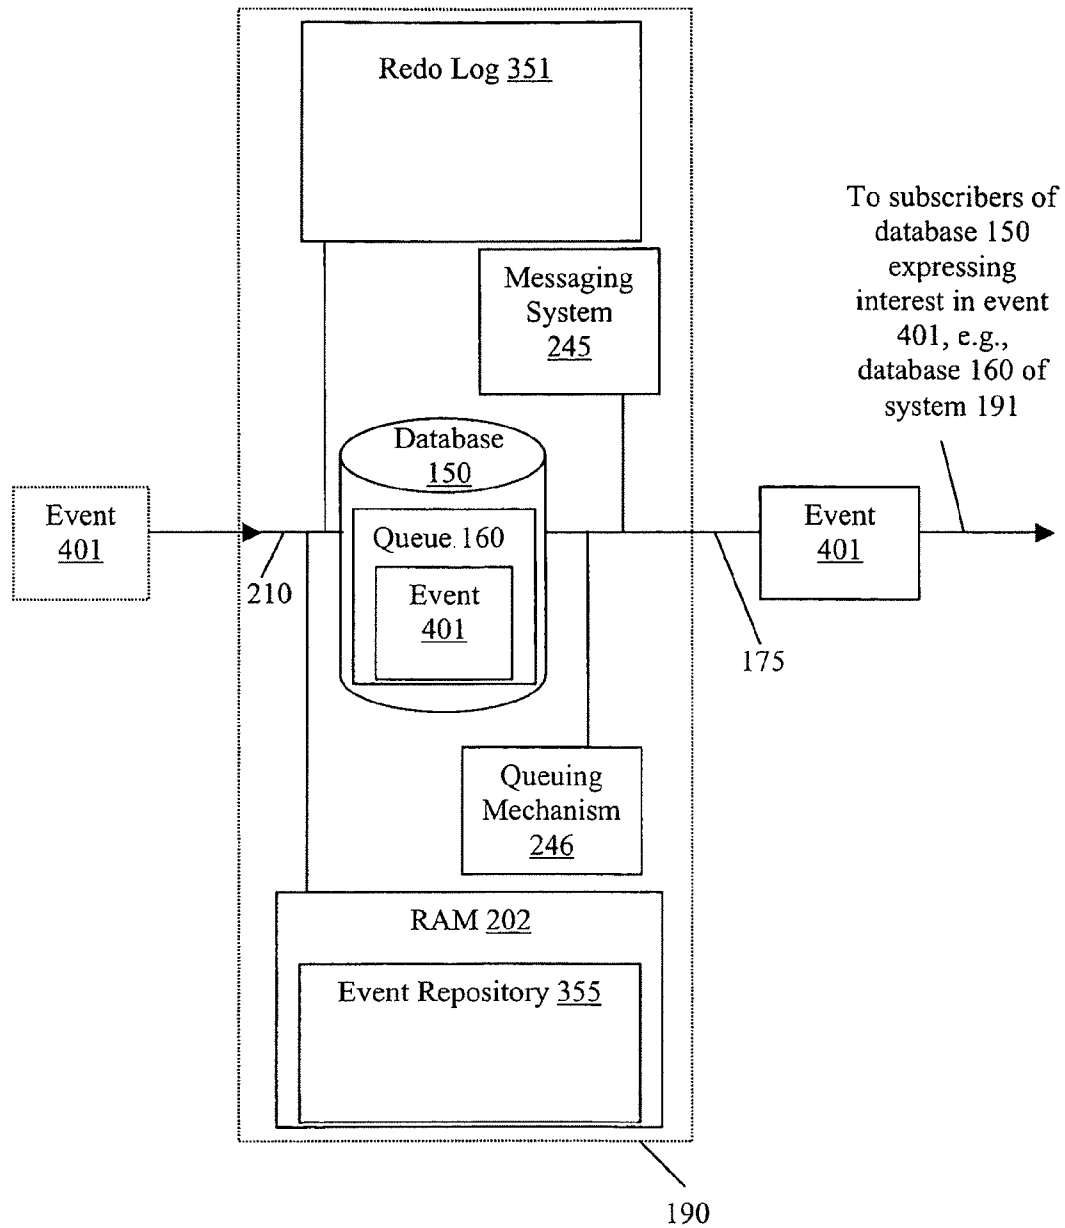 Redo Log 351
To subscribers of
database 150
expressing
interest in event
401, e.g.,
database 160 of
system 191
Messaging
System
245
Database
150
Event
401
Queue 160
Event
401
Event
401
210
175
Queuing
Mechanism
246
RAM 202
Event Repository 355
190